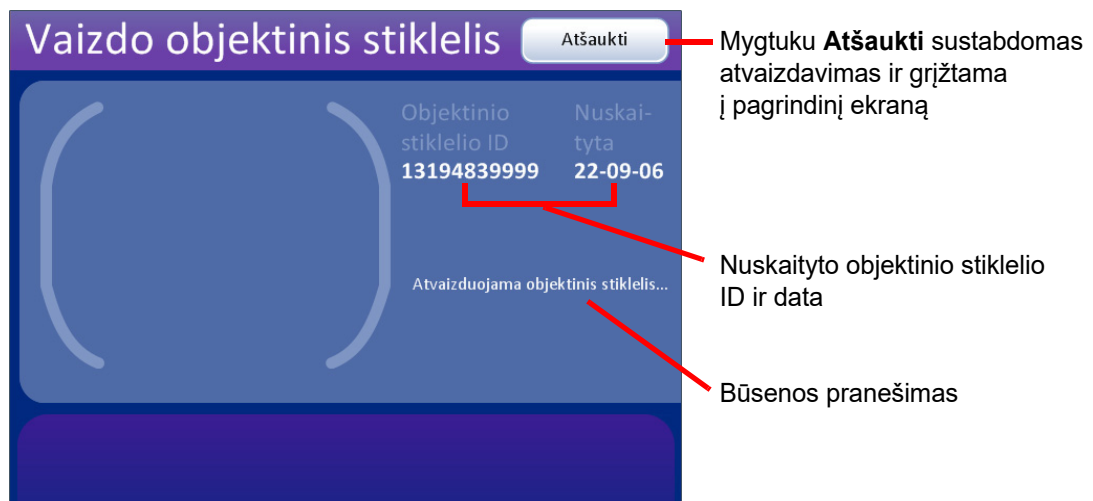 Vaizdo objektinis stiklelis
Atšaukti
Mygtuku Atšaukti sustabdomas
atvaizdavimas ir grįžtama
į pagrindinį ekraną
Objektinio
stiklelio ID
13194839999
Nuskai-
tyta
22-09-06
Nuskaityto objektinio stiklelio
ID ir data
Atvaizduojama objektinis stiklelis...
Būsenos pranešimas